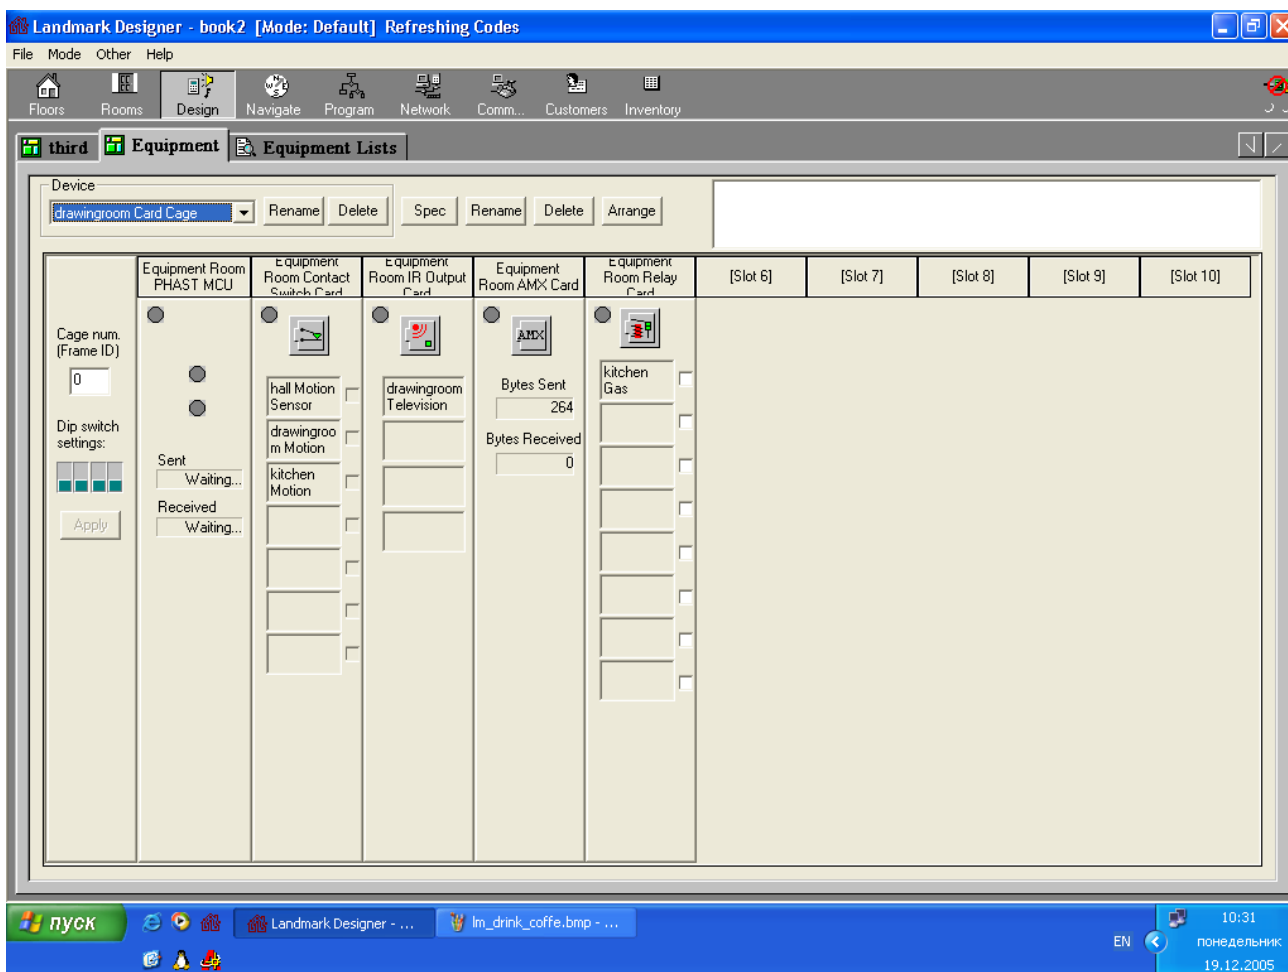 Landmark Designer - book2 [Mode: Default] Refreshing Codes
File Mode Other Help
Floors Rooms Design Navigate Program Network Comm... Customers Inventory
third Equipment Equipment Lists
Device
drawingroom Card Cage Rename Delete Spec Rename Delete Arrange
Cage num.
(Frame ID)
0
Dip switch
settings:
Apply
Equipment Room
PHAST MCU
Sent
Waiting...
Received
Waiting...
Equipment
Room Contact
Switch Card
hall Motion
Sensor
drawingroo
m Motion
kitchen
Motion
Equipment
Room IR Output
Card
drawingroom
Television
Equipment
Room AMX Card
AMX
Bytes Sent
264
Bytes Received
0
Equipment
Room Relay
Card
kitchen
Gas
[Slot 6]
[Slot 7]
[Slot 8]
[Slot 9]
[Slot 10]
пуск
Landmark Designer - ...
lm_drink_coffe.bmp - ...
EN
10:31
понедельник
19.12.2005